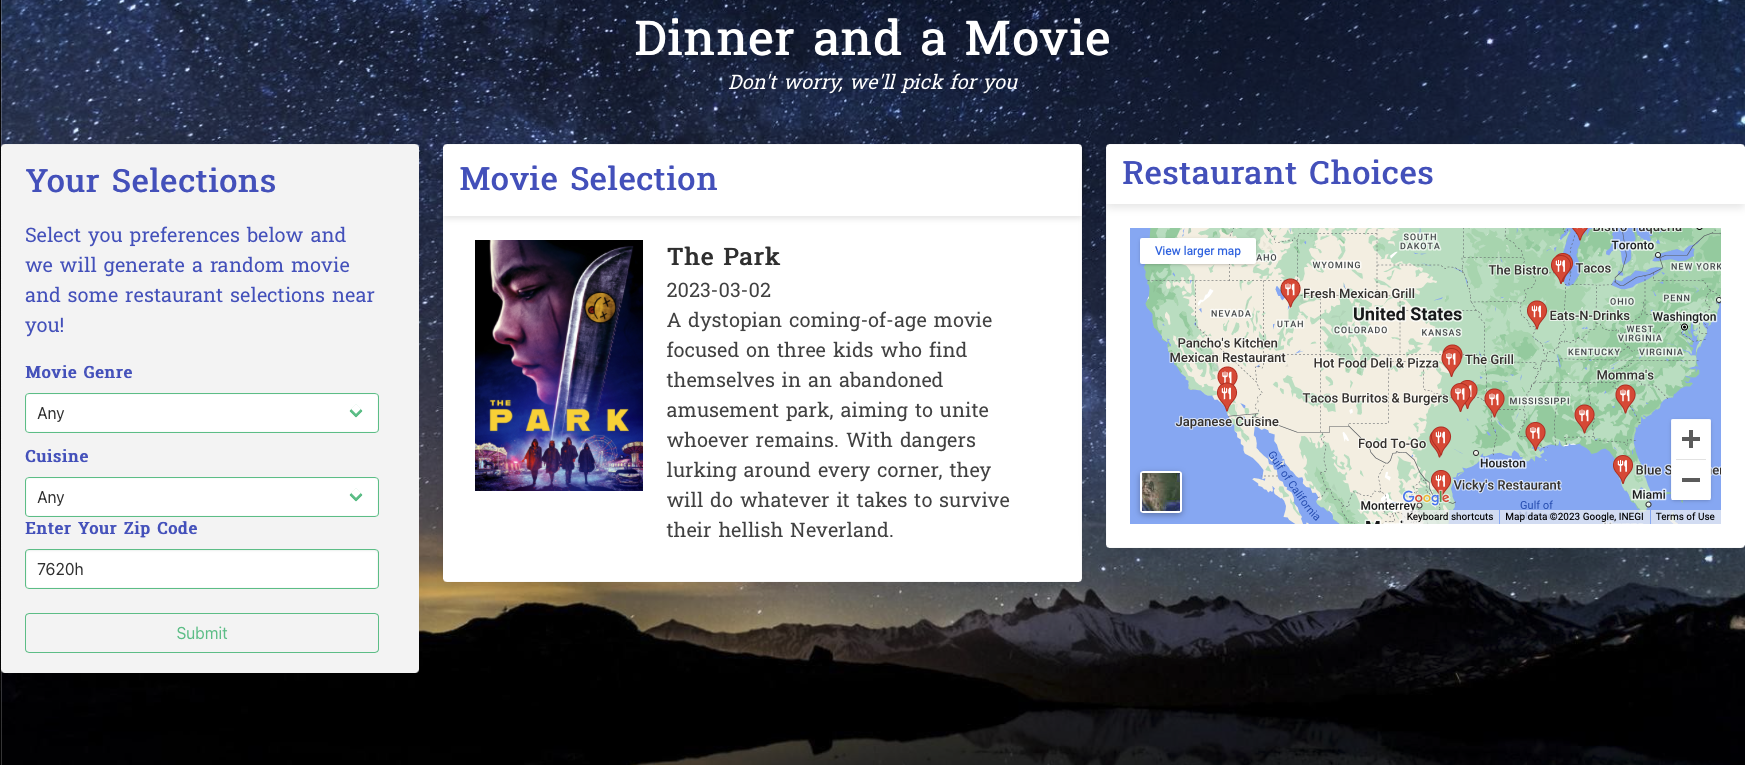 Dinner and a Movie
Don't worry, we'll pick for you
Your Selections
Select you preferences below and
we will generate a random movie
and some restaurant selections near
you!
Movie Genre
Any
Cuisine
Any
Enter Your Zip Code
7620h
Submit
Movie Selection
THE
PARK
The Park
2023-03-02
A dystopian coming-of-age movie
focused on three kids who find
themselves in an abandoned
amusement park, aiming to unite
whoever remains. With dangers
lurking around every corner, they
will do whatever it takes to survive
their hellish Neverland.
Restaurant Choices
View larger map
SOUTH
DAKOTA
Toronto
AHO
WYOMING
The Bistro
Tacos
NEW YORK
Fresh Mexican Grill
NEVADA
UTAH
United States
COLORADO
KANSAS
Eats-N-Drinks
OHIO
PENN
Washington
WEST
VIRGINIA
KENTUCKY
VIRGINIA
Pancho's Kitchen
Mexican Restaurant
Hot Food Deli & Pizza
The Grill
Momma's
Tacos Burritos & Burgers
MISSISSIPPI
Japanese Cuisine
Food To-Go
Houston
Gulf of California
Blue S
er
Vicky's Restaurant
Miami
Monterrey
Google
Gulf of
Keyboard shortcuts
Map data ©2023 Google, INEGI
Terms of Use